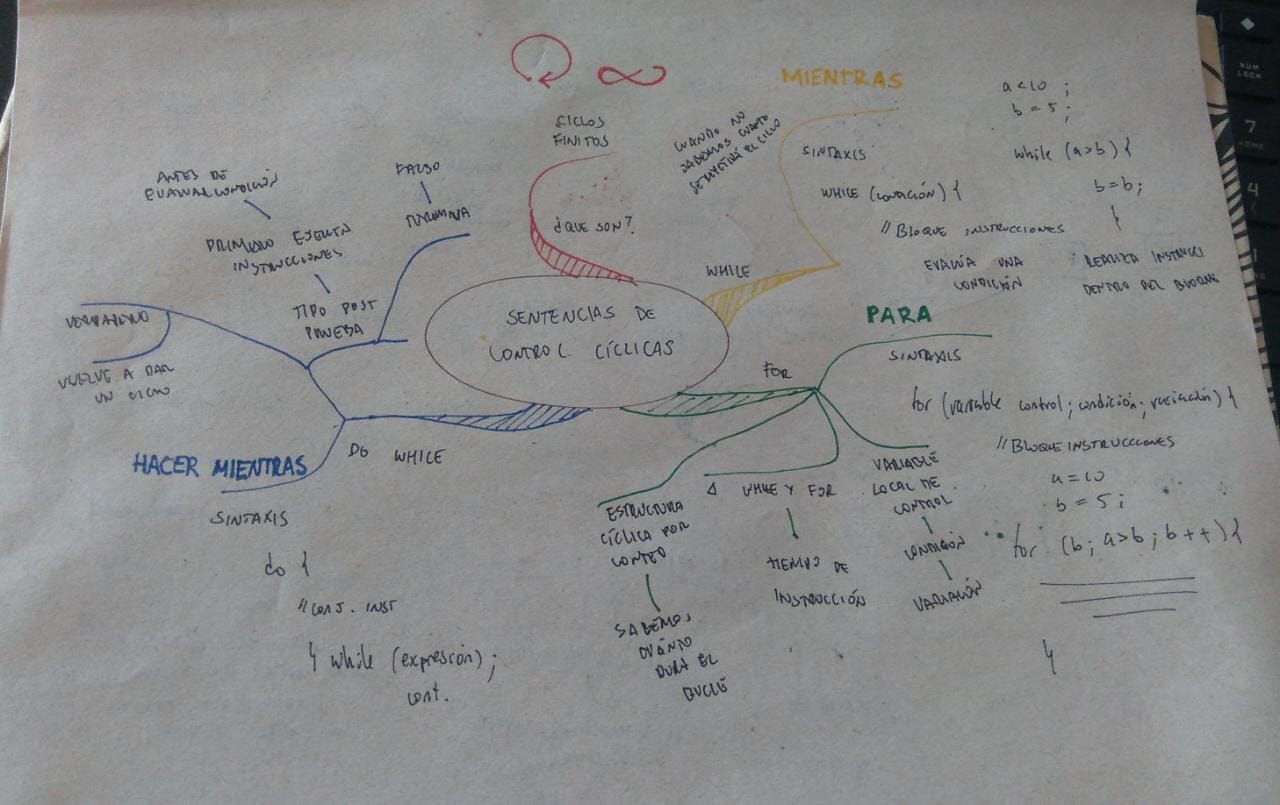 SENTENCIAS DE
CONTROL CÍCLICAS
CICLOS
FINITOS
¿QUE SON?
MIENTRAS
CUANDO NO
SABEMOS CUANTO
SE REPETIRÁ EL CICLO
WHILE
SINTAXIS
WHILE (CONDICIÓN) {
// BLOQUE INSTRUCCIONES
EVALÚA UNA
CONDICIÓN
a < 10 ;
b = 5 ;
while (a>b) {
b = b;
}
REALIZA INSTRUCCI
DENTRO DEL BLOQUE
PARA
FOR
SINTAXIS
for (variable control; condición; variación) {
// BLOQUE INSTRUCCIONES
a = 10
b = 5 ;
for (b; a>b; b++) {
}
VARIABLE
LOCAL DE
CONTROL
CONDICIÓN
VARIACIÓN
Δ WHILE Y FOR
TIEMPO DE
INSTRUCCIÓN
ESTRUCTURA
CÍCLICA POR
CONTEO
SABEMOS
CUÁNTO
DURA EL
BUCLE
HACER MIENTRAS
DO WHILE
SINTAXIS
do {
// CONJ. INST
} while (expresión);
cont.
VERDADERO
VUELVE A DAR
UN CICLO
TIPO POST
PRUEBA
PRIMERO EJECUTA
INSTRUCCIONES
ANTES DE
EVALUAR CONDICIÓN
FALSO
TERMINA